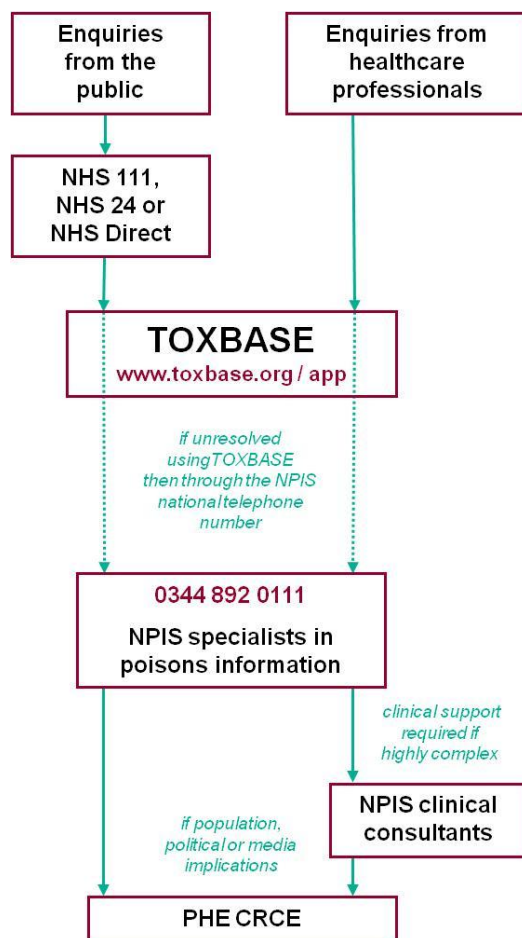 Enquiries
from the
public
Enquiries from
healthcare
professionals
NHS 111,
NHS 24 or
NHS Direct
TOXBASE
www.toxbase.org / app
if unresolved
using TOXBASE
then through the NPIS
national telephone
number
0344 892 0111
NPIS specialists in
poisons information
clinical support
required if
highly complex
NPIS clinical
consultants
if population,
political or media
implications
PHE CRCE